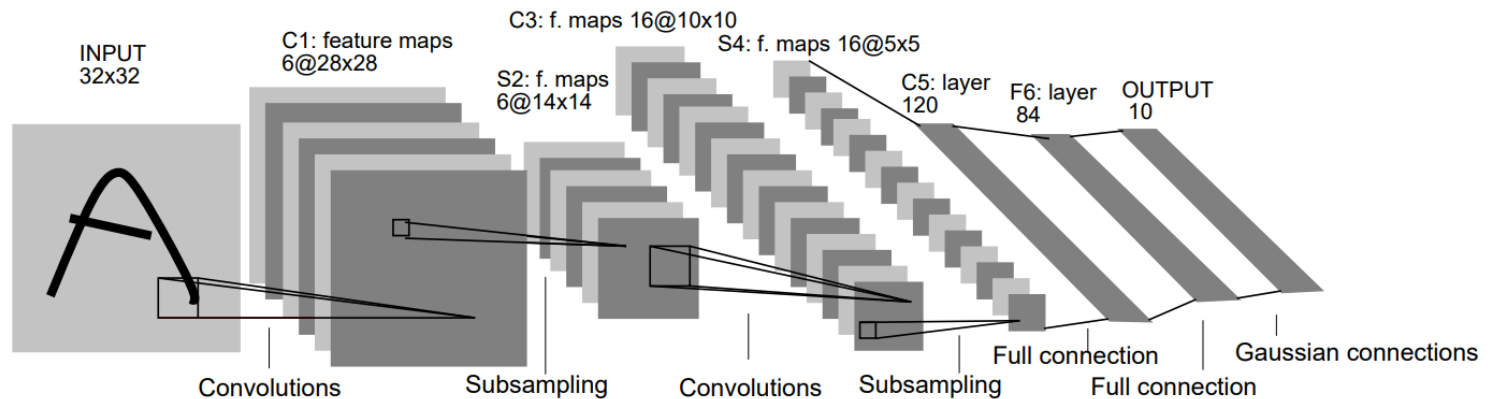 INPUT
32x32
C1: feature maps
6@28x28
S2: f. maps
6@14x14
C3: f. maps 16@10x10
S4: f. maps 16@5x5
C5: layer
120
F6: layer
84
OUTPUT
10
Convolutions
Subsampling
Convolutions
Subsampling
Full connection
Full connection
Gaussian connections